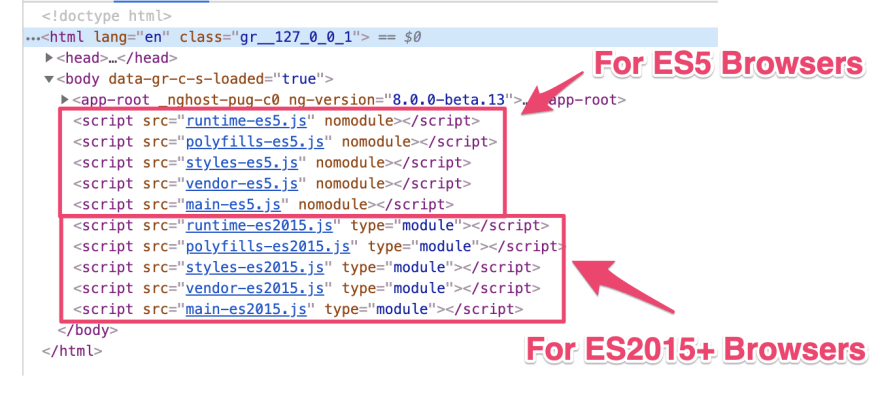 <!doctype html>
…<html lang="en" class="gr__127_0_0_1"> == $0
▶<head>…</head>
▼<body data-gr-c-s-loaded="true">
For ES5 Browsers
▶<app-root _nghost-pug-c0 ng-version="8.0.0-beta.13">…app-root>
<script src="runtime-es5.js" nomodule></script>
<script src="polyfills-es5.js" nomodule></script>
<script src="styles-es5.js" nomodule></script>
<script src="vendor-es5.js" nomodule></script>
<script src="main-es5.js" nomodule></script>
<script src="runtime-es2015.js" type="module"></script>
<script src="polyfills-es2015.js" type="module"></script>
<script src="styles-es2015.js" type="module"></script>
<script src="vendor-es2015.js" type="module"></script>
<script src="main-es2015.js" type="module"></script>
</body>
</html>
For ES2015+ Browsers